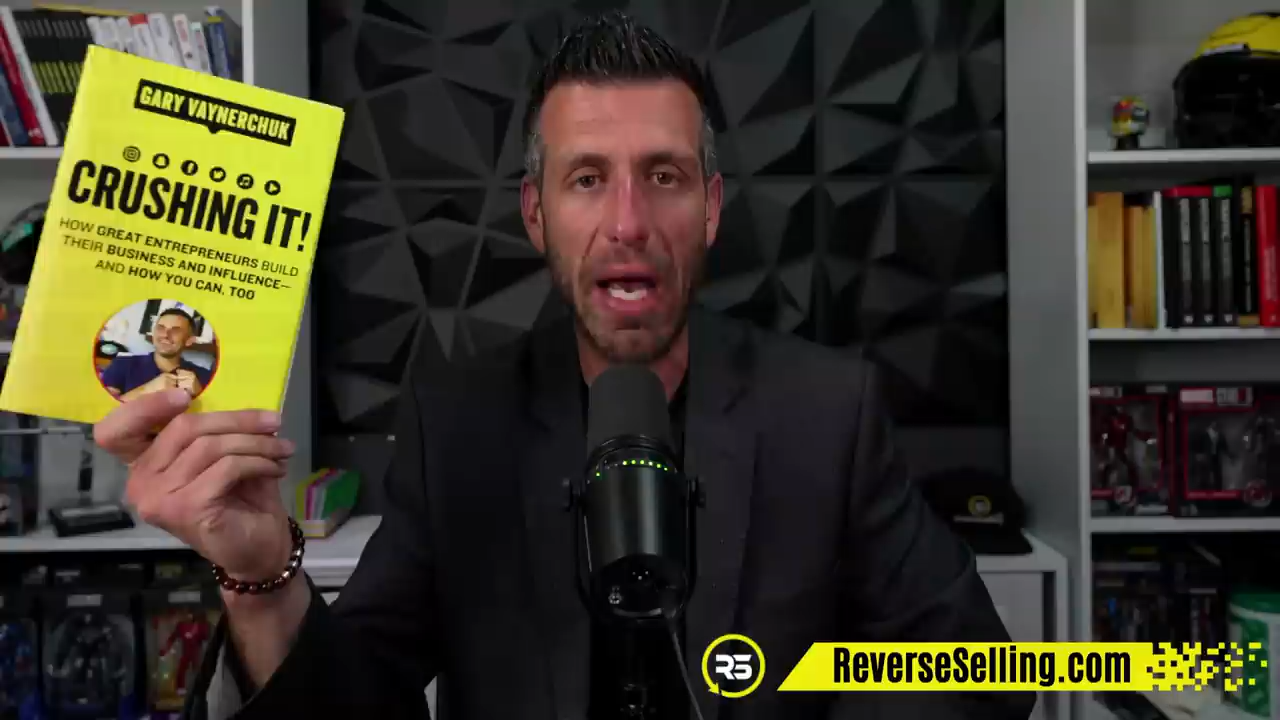 GARY VAYNERCHUK
CRUSHING IT!
HOW GREAT ENTREPRENEURS BUILD
THEIR BUSINESS AND INFLUENCE—
AND HOW YOU CAN, TOO
RS
ReverseSelling.com